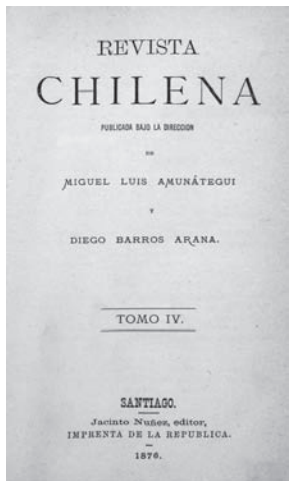 REVISTA
CHILENA
PUBLICADA BAJO LA DIRECCION
DE
MIGUEL LUIS AMUNÁTEGUI
Y
DIEGO BARROS ARANA.
TOMO IV.
SANTIAGO.
Jacinto Nuñez, editor,
IMPRENTA DE LA REPUBLICA.
1876.